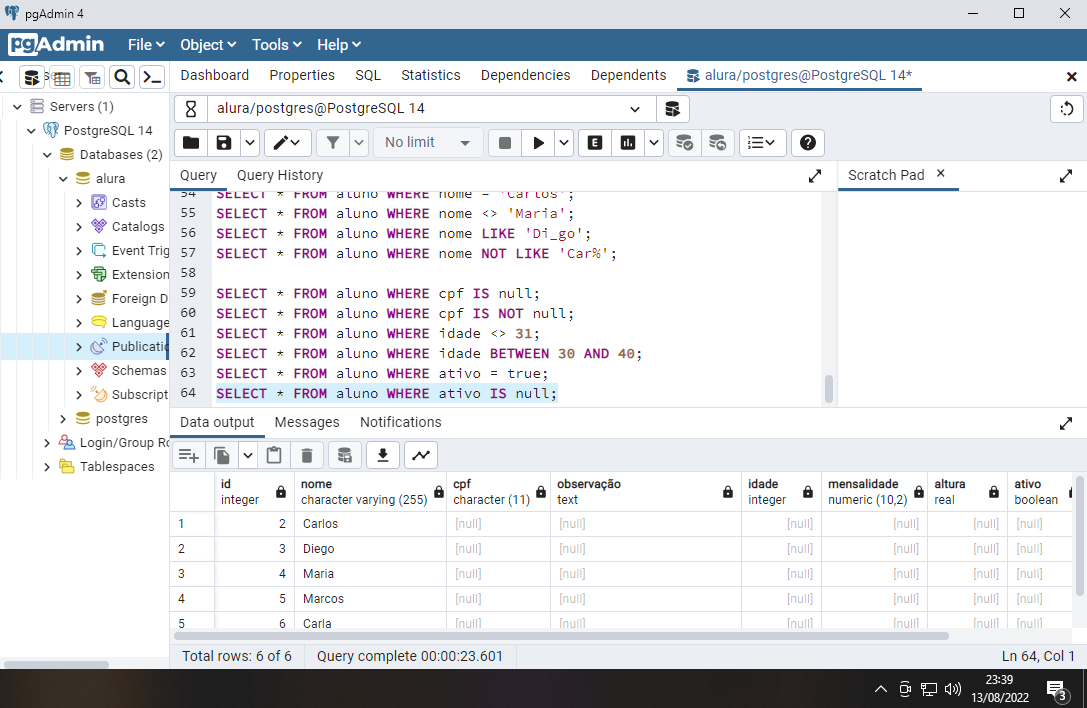 pgAdmin 4
pgAdmin File Object Tools Help
Dashboard Properties SQL Statistics Dependencies Dependents alura/postgres@PostgreSQL 14*
Servers (1)
PostgreSQL 14
Databases (2)
alura
Casts
Catalogs
Event Trig
Extension
Foreign D
Language
Publicatio
Schemas
Subscript
postgres
Login/Group Ro
Tablespaces
alura/postgres@PostgreSQL 14
No limit
E
Query Query History
Scratch Pad
54 SELECT * FROM aluno WHERE nome = 'Carlos';
55 SELECT * FROM aluno WHERE nome <> 'Maria';
56 SELECT * FROM aluno WHERE nome LIKE 'Di_go';
57 SELECT * FROM aluno WHERE nome NOT LIKE 'Car%';
58
59 SELECT * FROM aluno WHERE cpf IS null;
60 SELECT * FROM aluno WHERE cpf IS NOT null;
61 SELECT * FROM aluno WHERE idade <> 31;
62 SELECT * FROM aluno WHERE idade BETWEEN 30 AND 40;
63 SELECT * FROM aluno WHERE ativo = true;
64 SELECT * FROM aluno WHERE ativo IS null;
Data output Messages Notifications
id nome cpf observação idade mensalidade altura ativo
integer character varying (255) character (11) text integer numeric (10,2) real boolean
1 2 Carlos [null] [null] [null] [null] [null] [null]
2 3 Diego [null] [null] [null] [null] [null] [null]
3 4 Maria [null] [null] [null] [null] [null] [null]
4 5 Marcos [null] [null] [null] [null] [null] [null]
5 6 Carla [null] [null] [null] [null] [null] [null]
Total rows: 6 of 6 Query complete 00:00:23.601 Ln 64, Col 1
23:39
13/08/2022
3